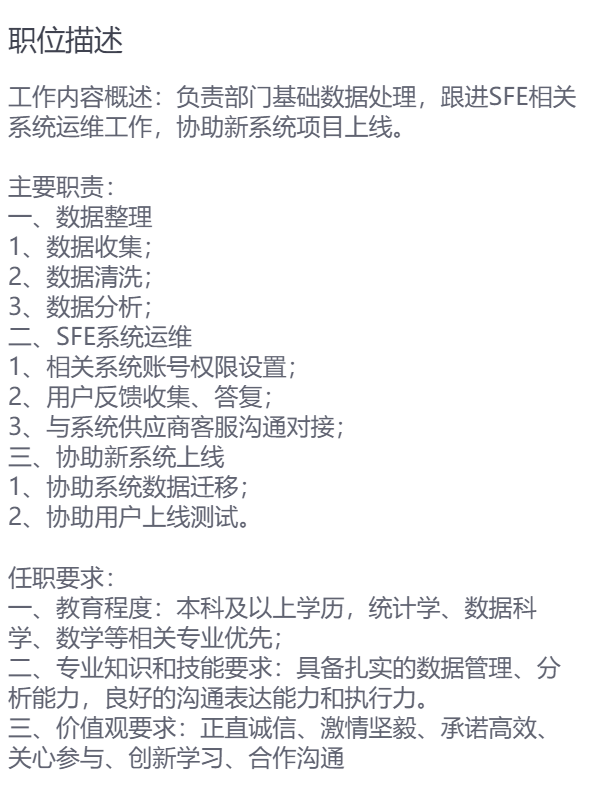 职位描述
工作内容概述：负责部门基础数据处理，跟进SFE相关
系统运维工作，协助新系统项目上线。
主要职责：
一、数据整理
1、数据收集；
2、数据清洗；
3、数据分析；
二、SFE系统运维
1、相关系统账号权限设置；
2、用户反馈收集、答复；
3、与系统供应商客服沟通对接；
三、协助新系统上线
1、协助系统数据迁移；
2、协助用户上线测试。
任职要求：
一、教育程度：本科及以上学历，统计学、数据科
学、数学等相关专业优先；
二、专业知识和技能要求：具备扎实的数据管理、分
析能力，良好的沟通表达能力和执行力。
三、价值观要求：正直诚信、激情坚毅、承诺高效、
关心参与、创新学习、合作沟通